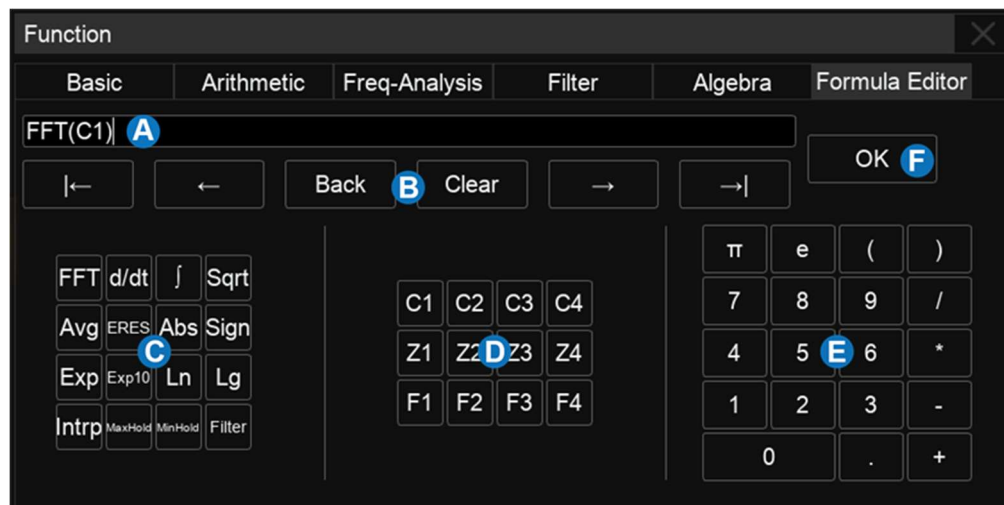 Function
Basic Arithmetic Freq-Analysis Filter Algebra Formula Editor
FFT(C1) A
OK F
|← ← Back B Clear → →|
FFT d/dt ∫ Sqrt
Avg ERES Abs Sign
C
Exp Exp10 Ln Lg
Intrp MaxHold MinHold Filter
C1 C2 C3 C4
Z1 Z2 D Z3 Z4
F1 F2 F3 F4
π e ( )
7 8 9 /
4 5 E 6 *
1 2 3 -
0 . +